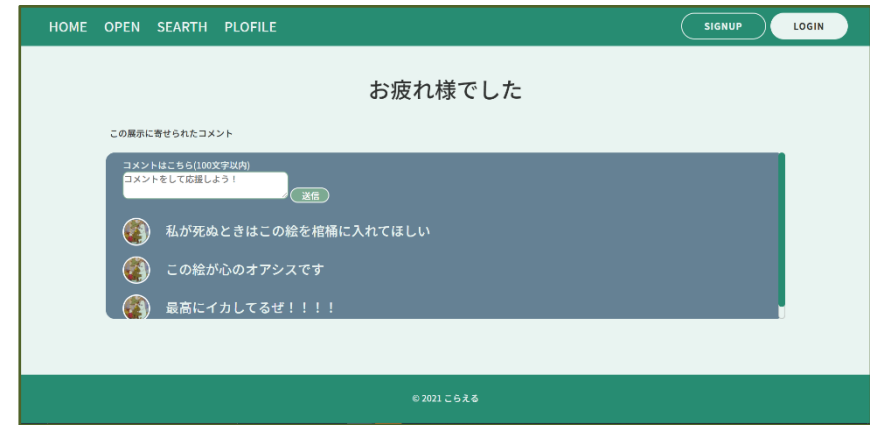 HOME OPEN SEARTH PLOFILE SIGNUP LOGIN
お疲れ様でした
この展示に寄せられたコメント
コメントはこちら(100文字以内)
コメントをして応援しよう！
送信
私が死ぬときはこの絵を棺桶に入れてほしい
この絵が心のオアシスです
最高にイカしてるぜ！！！！
© 2021 こらえる